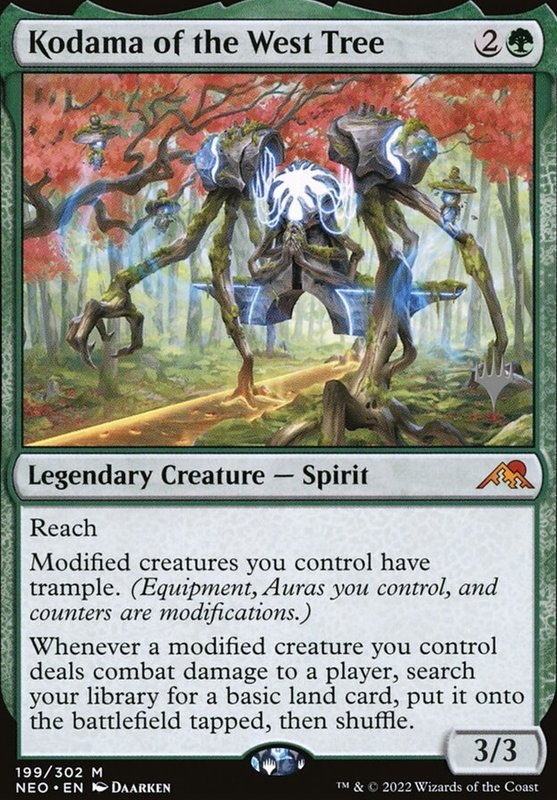 Kodama of the West Tree 2
Legendary Creature — Spirit
Reach
Modified creatures you control have
trample. (Equipment, Auras you control, and
counters are modifications.)
Whenever a modified creature you control
deals combat damage to a player, search
your library for a basic land card, put it onto
the battlefield tapped, then shuffle.
3/3
199/302 M
NEO • EN DAARKEN
™ & © 2022 Wizards of the Coast